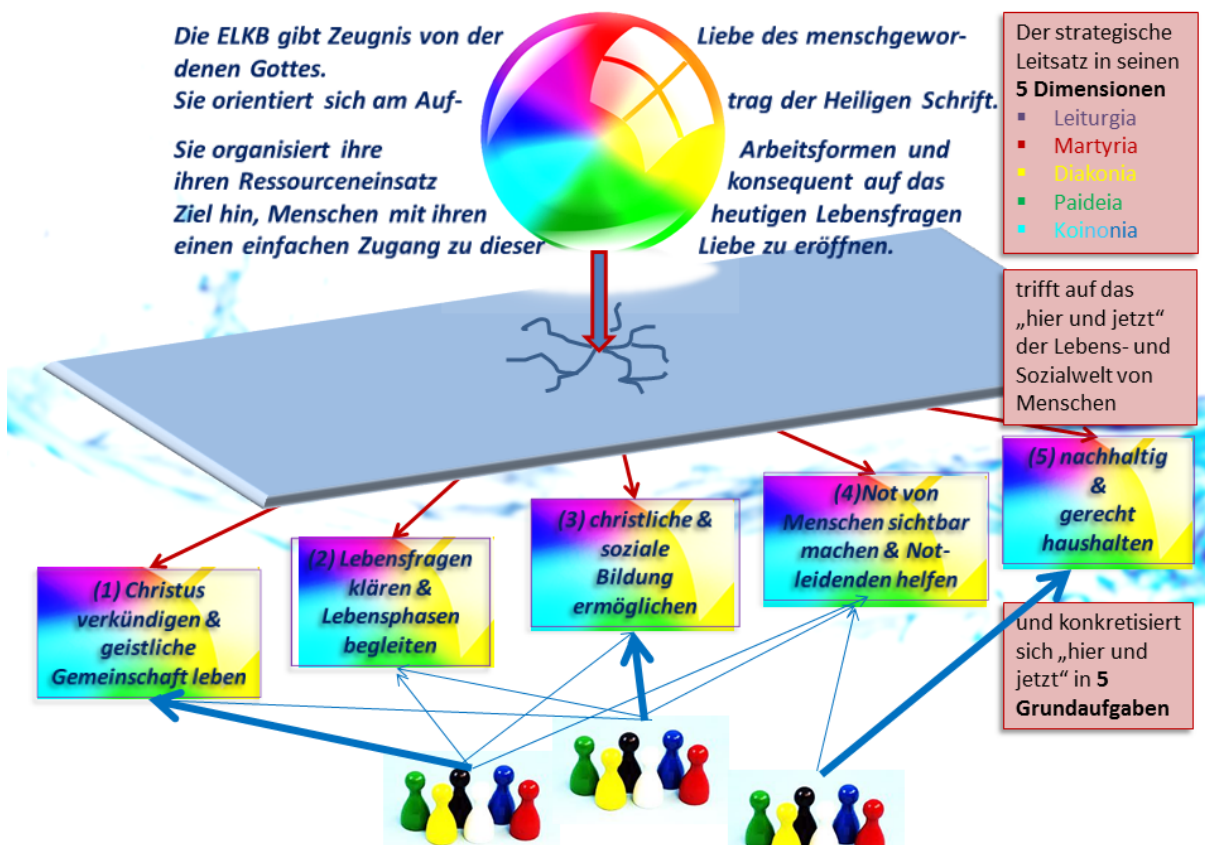 Die ELKB gibt Zeugnis von der Liebe des menschgewor-
denen Gottes.
Sie orientiert sich am Auf- trag der Heiligen Schrift.
Sie organisiert ihre Arbeitsformen und
ihren Ressourceneinsatz konsequent auf das
Ziel hin, Menschen mit ihren heutigen Lebensfragen
einen einfachen Zugang zu dieser Liebe zu eröffnen.
Der strategische
Leitsatz in seinen
5 Dimensionen
▪ Leiturgia
▪ Martyria
▪ Diakonia
▪ Paideia
▪ Koinonia
trifft auf das
„hier und jetzt“
der Lebens- und
Sozialwelt von
Menschen
(1) Christus
verkündigen &
geistliche
Gemeinschaft leben
(2) Lebensfragen
klären &
Lebensphasen
begleiten
(3) christliche &
soziale
Bildung
ermöglichen
(4)Not von
Menschen sichtbar
machen & Not-
leidenden helfen
(5) nachhaltig
&
gerecht
haushalten
und konkretisiert
sich „hier und
jetzt“ in 5
Grundaufgaben